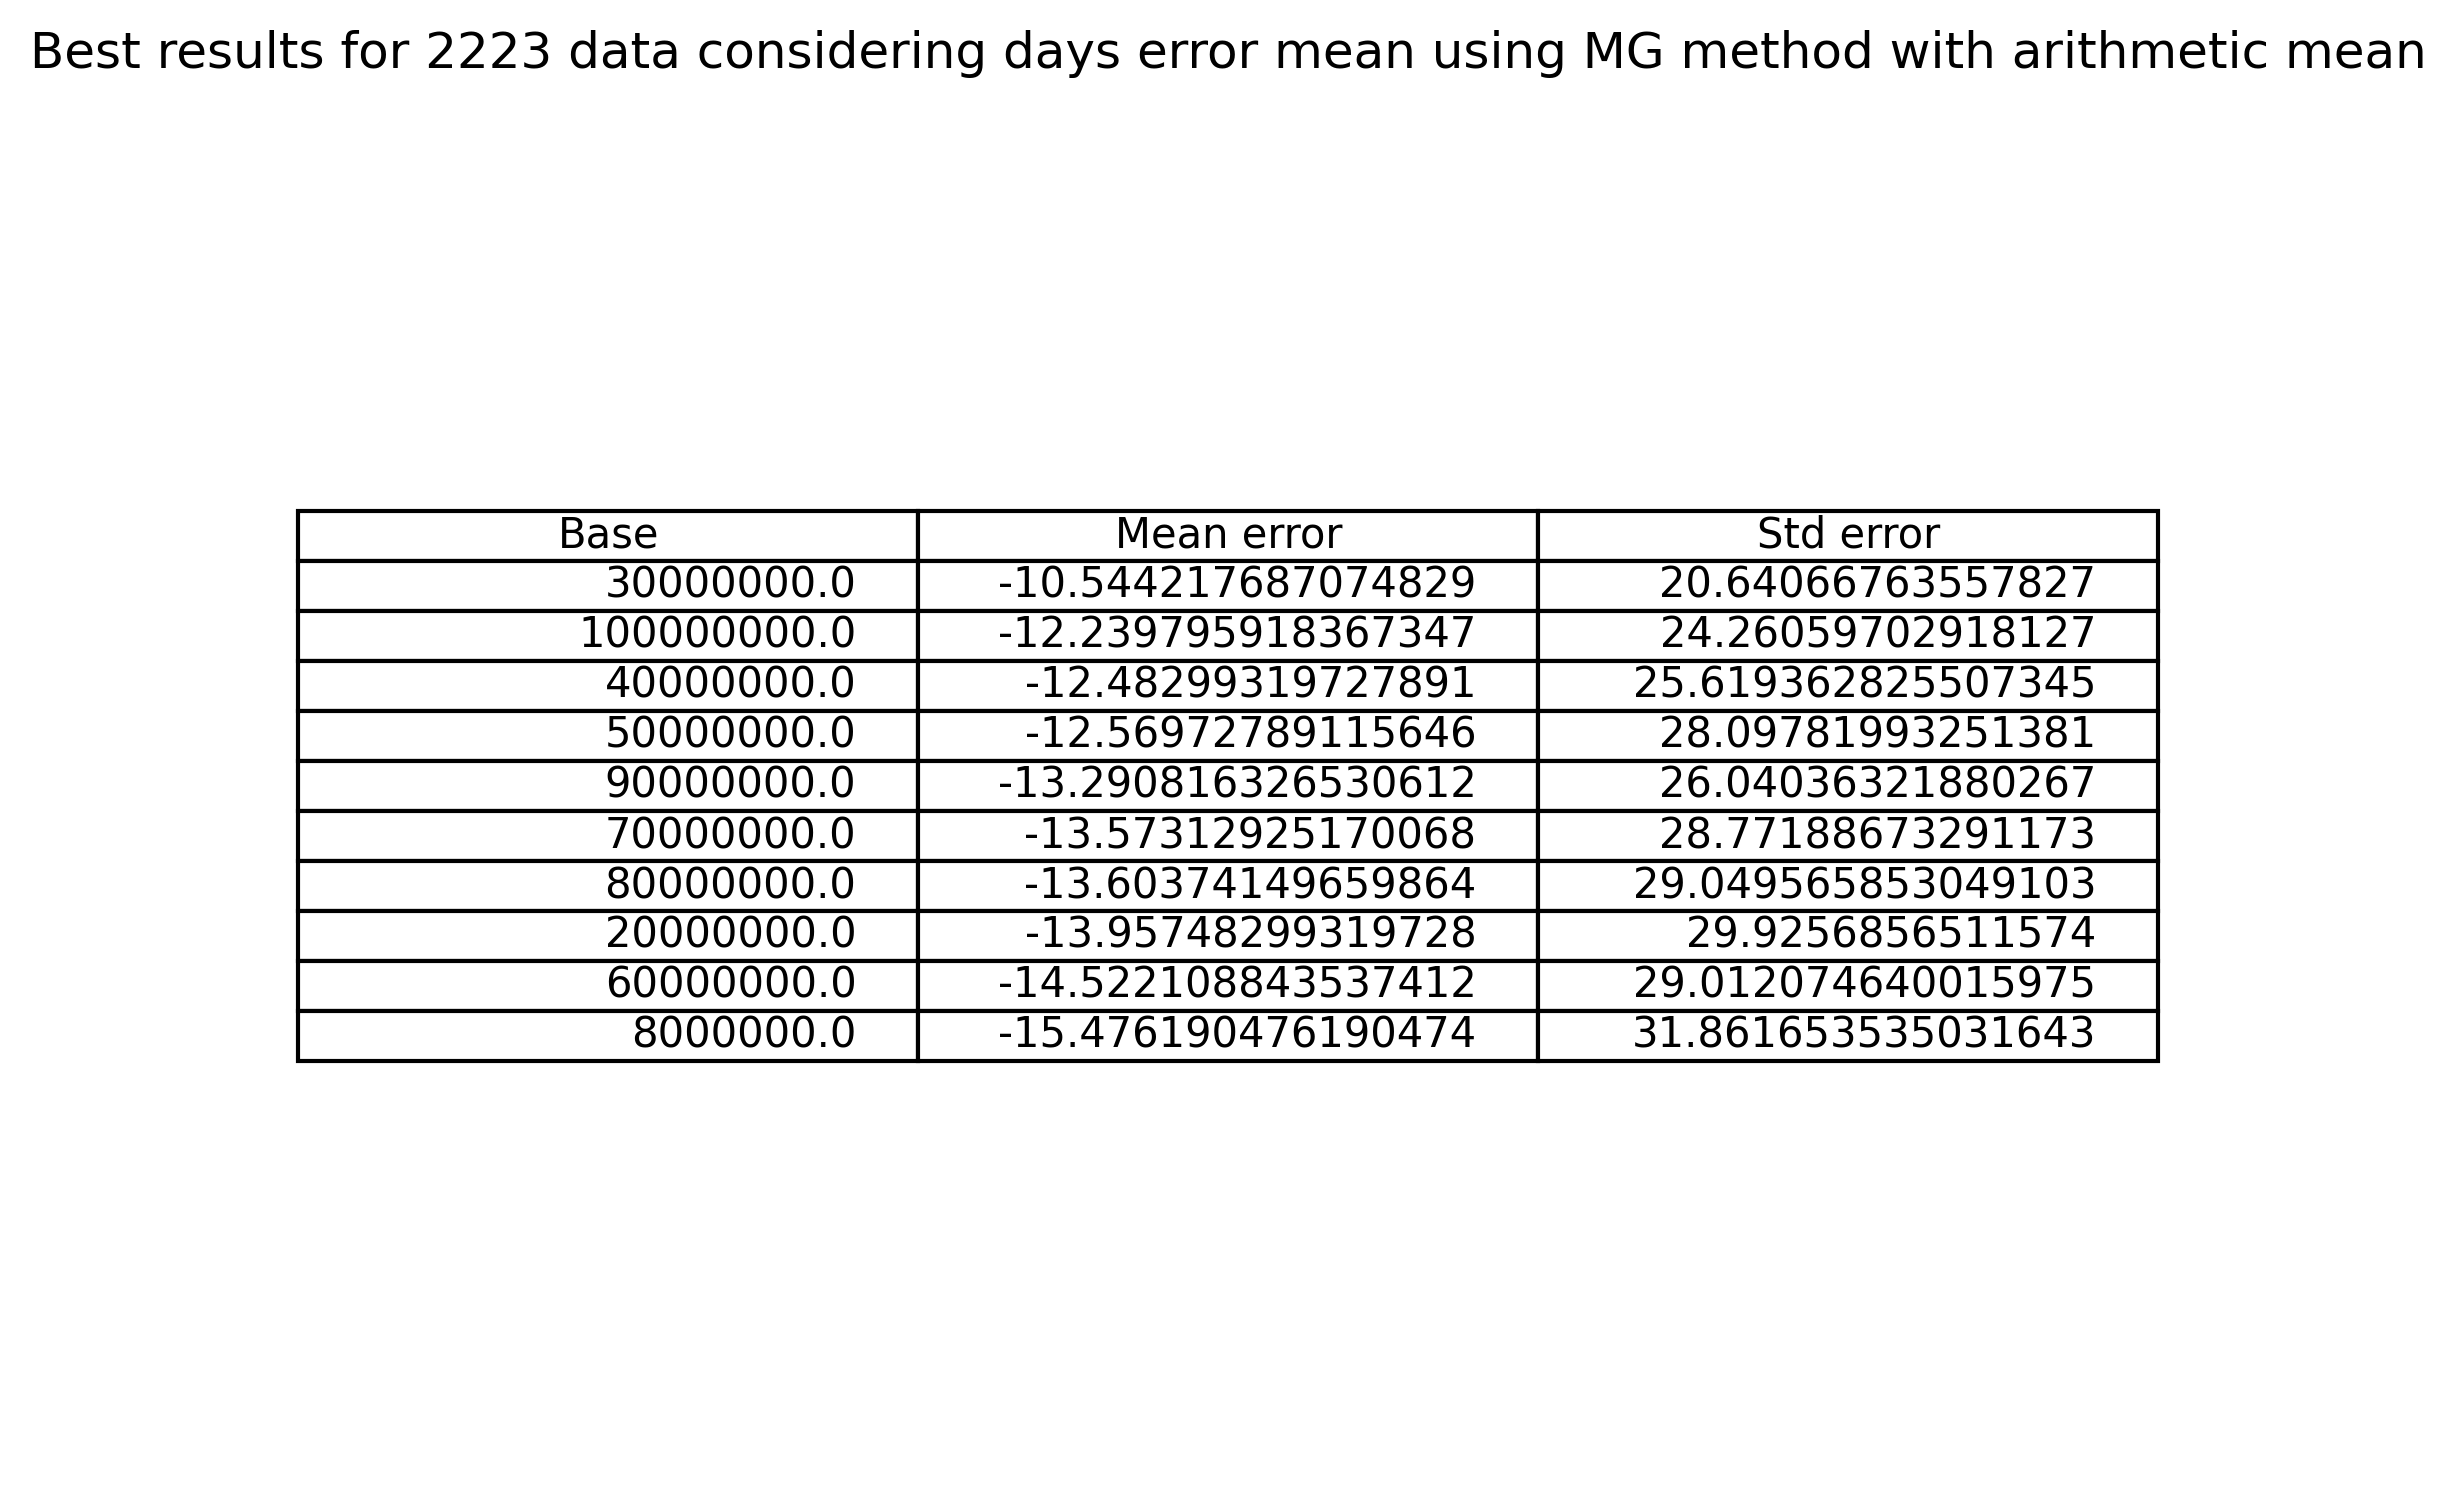 Best results for 2223 data considering days error mean using MG method with arithmetic mean
Base Mean error Std error
30000000.0 -10.544217687074829 20.64066763557827
100000000.0 -12.239795918367347 24.26059702918127
40000000.0 -12.48299319727891 25.619362825507345
50000000.0 -12.56972789115646 28.09781993251381
90000000.0 -13.290816326530612 26.04036321880267
70000000.0 -13.57312925170068 28.77188673291173
80000000.0 -13.60374149659864 29.049565853049103
20000000.0 -13.95748299319728 29.9256856511574
60000000.0 -14.522108843537412 29.012074640015975
8000000.0 -15.476190476190474 31.861653535031643